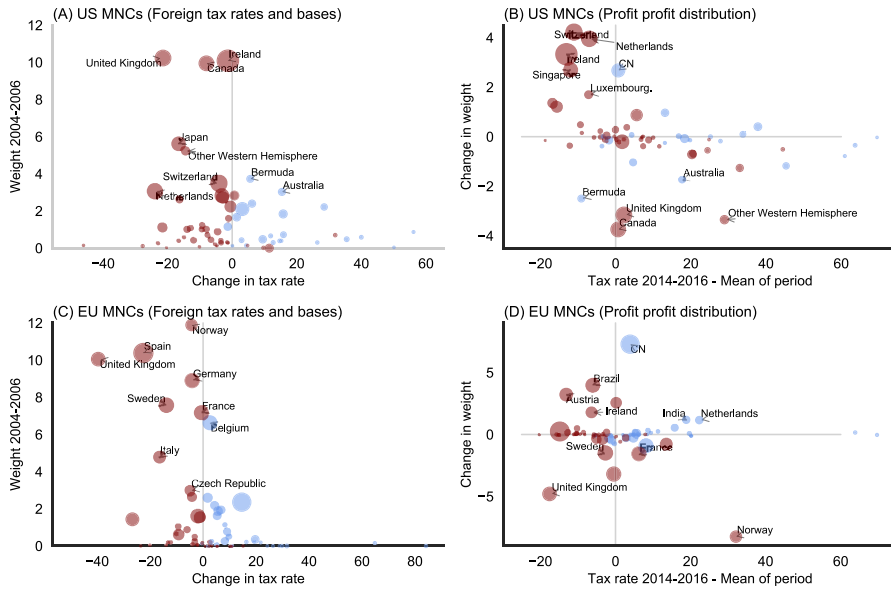 (A) US MNCs (Foreign tax rates and bases)
Weight 2004-2006
12
10
8
6
4
2
0
United Kingdom
Ireland
Canada
Japan
Other Western Hemisphere
Switzerland
Bermuda
Netherlands
Australia
−40
−20
0
20
40
60
Change in tax rate
(B) US MNCs (Profit profit distribution)
Change in weight
4
2
0
−2
−4
Switzerland
Netherlands
Ireland
CN
Singapore
Luxembourg.
Australia
Bermuda
United Kingdom
Other Western Hemisphere
Canada
−20
0
20
40
60
Tax rate 2014-2016 - Mean of period
(C) EU MNCs (Foreign tax rates and bases)
Weight 2004-2006
12
10
8
6
4
2
0
Norway
Spain
United Kingdom
Germany
Sweden
France
Belgium
Italy
Czech Republic
−40
−20
0
20
40
60
80
Change in tax rate
(D) EU MNCs (Profit profit distribution)
Change in weight
5
0
−5
CN
Brazil
Austria
Ireland
India
Netherlands
Sweden
France
United Kingdom
Norway
−20
0
20
40
60
Tax rate 2014-2016 - Mean of period